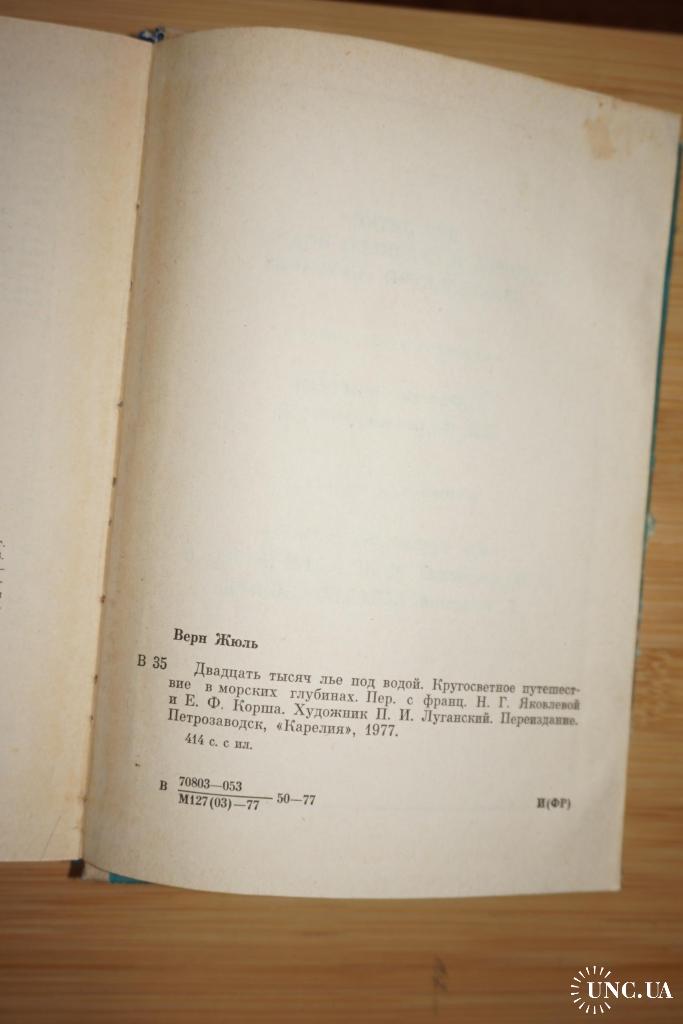 Верн Жюль
В 35 Двадцать тысяч лье под водой. Кругосветное путешест-
вие в морских глубинах. Пер. с франц. Н. Г. Яковлевой
и Е. Ф. Корша. Художник П. И. Луганский. Переиздание.
Петрозаводск, «Карелия», 1977.
414 с. с ил.
70803—053
В 50—77
М127(03)—77
И(ФР)
UNC.UA